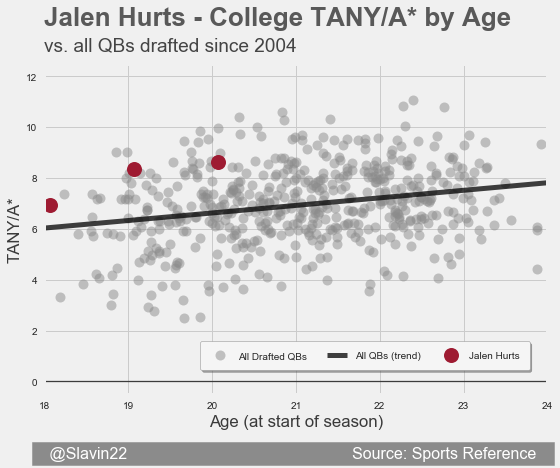 Jalen Hurts - College TANY/A* by Age
vs. all QBs drafted since 2004
12
10
8
6
4
2
0
TANY/A*
All Drafted QBs
All QBs (trend)
Jalen Hurts
18 19 20 21 22 23 24
Age (at start of season)
@Slavin22
Source: Sports Reference